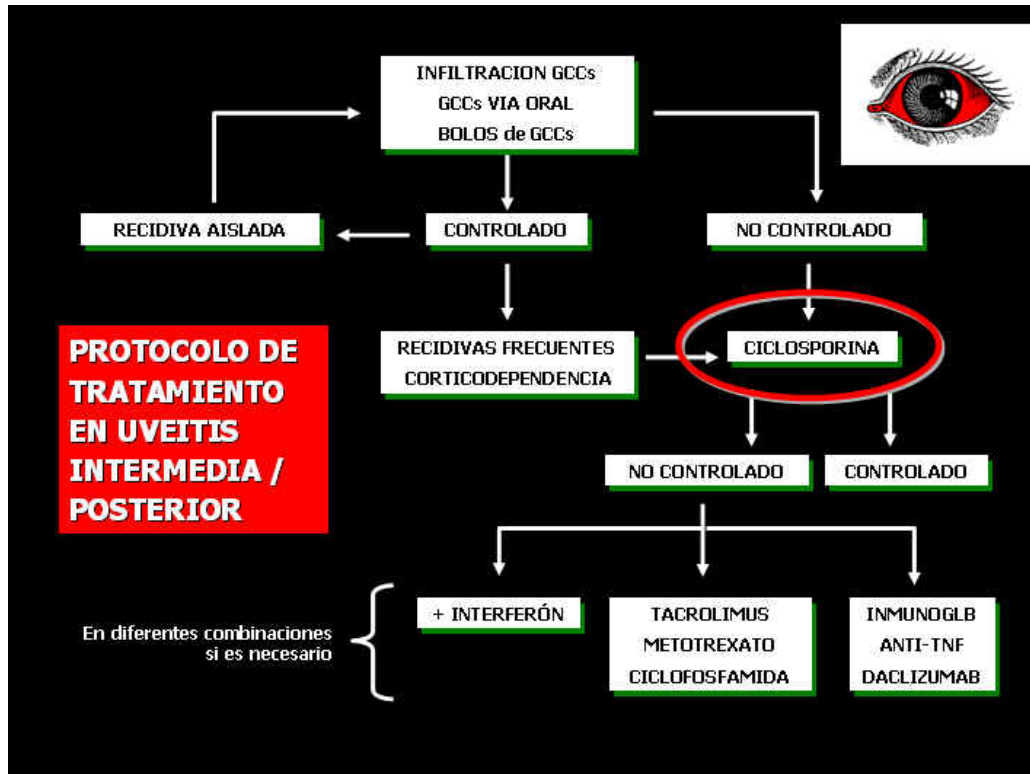 INFILTRACION GCCs
GCCs VIA ORAL
BOLOS de GCCs
RECIDIVA AISLADA
CONTROLADO
NO CONTROLADO
PROTOCOLO DE
TRATAMIENTO
EN UVEITIS
INTERMEDIA /
POSTERIOR
RECIDIVAS FRECUENTES
CORTICODEPENDENCIA
CICLOSPORINA
NO CONTROLADO
CONTROLADO
En diferentes combinaciones
si es necesario
+ INTERFERÓN
TACROLIMUS
METOTREXATO
CICLOFOSFAMIDA
INMUNOGLB
ANTI-TNF
DACLIZUMAB